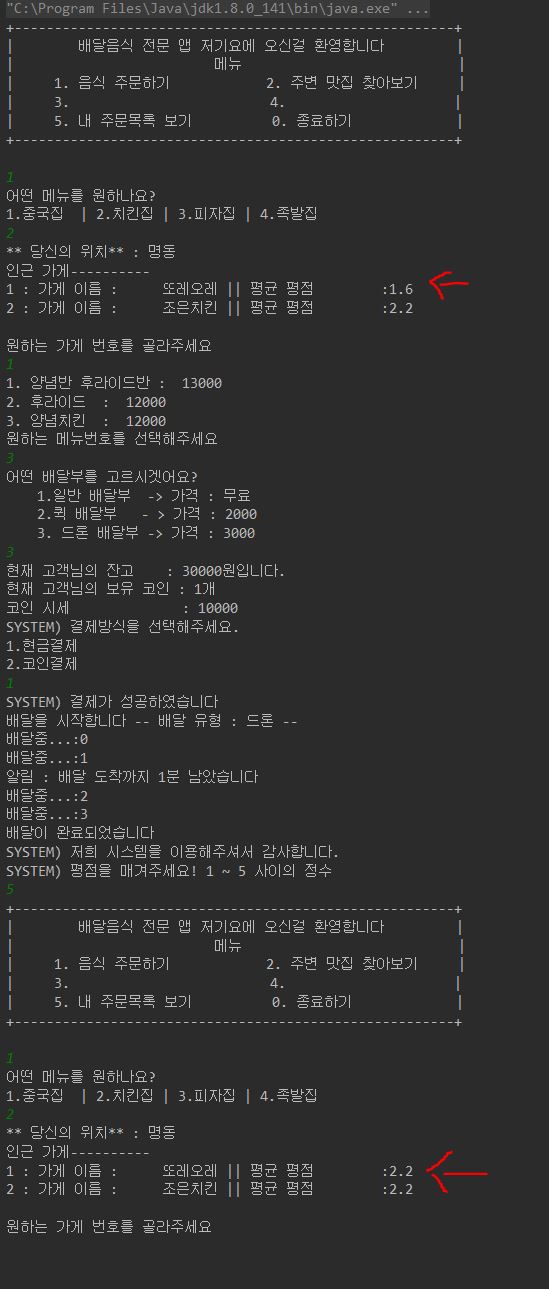 "C:\Program Files\Java\jdk1.8.0_141\bin\java.exe" ...
+------------------------------------------------------+
|        배달음식 전문 앱 저기요에 오신걸 환영합니다         |
|                         메뉴                           |
|     1. 음식 주문하기            2. 주변 맛집 찾아보기     |
|     3.                         4.                     |
|     5. 내 주문목록 보기          0. 종료하기             |
+------------------------------------------------------+
1
어떤 메뉴를 원하나요?
1.중국집  | 2.치킨집 | 3.피자집 | 4.족발집
2
** 당신의 위치** : 명동
인근 가게----------
1 : 가게 이름 :     또레오레 || 평균 평점        :1.6
2 : 가게 이름 :     조은치킨 || 평균 평점        :2.2
원하는 가게 번호를 골라주세요
1
1. 양념반 후라이드반 :  13000
2. 후라이드  :  12000
3. 양념치킨  :  12000
원하는 메뉴번호를 선택해주세요
3
어떤 배달부를 고르시겟어요?
1.일반 배달부  -> 가격 : 무료
2.퀵 배달부   - > 가격 : 2000
3. 드론 배달부 -> 가격 : 3000
3
현재 고객님의 잔고    : 30000원입니다.
현재 고객님의 보유 코인 : 1개
코인 시세              : 10000
SYSTEM) 결제방식을 선택해주세요.
1.현금결제
2.코인결제
1
SYSTEM) 결제가 성공하였습니다
배달을 시작합니다 -- 배달 유형 : 드론 --
배달중...:0
배달중...:1
알림 : 배달 도착까지 1분 남았습니다
배달중...:2
배달중...:3
배달이 완료되었습니다
SYSTEM) 저희 시스템을 이용해주셔서 감사합니다.
SYSTEM) 평점을 매겨주세요! 1 ~ 5 사이의 정수
5
+------------------------------------------------------+
|        배달음식 전문 앱 저기요에 오신걸 환영합니다         |
|                         메뉴                           |
|     1. 음식 주문하기            2. 주변 맛집 찾아보기     |
|     3.                         4.                     |
|     5. 내 주문목록 보기          0. 종료하기             |
+------------------------------------------------------+
1
어떤 메뉴를 원하나요?
1.중국집  | 2.치킨집 | 3.피자집 | 4.족발집
2
** 당신의 위치** : 명동
인근 가게----------
1 : 가게 이름 :     또레오레 || 평균 평점        :2.2
2 : 가게 이름 :     조은치킨 || 평균 평점        :2.2
원하는 가게 번호를 골라주세요